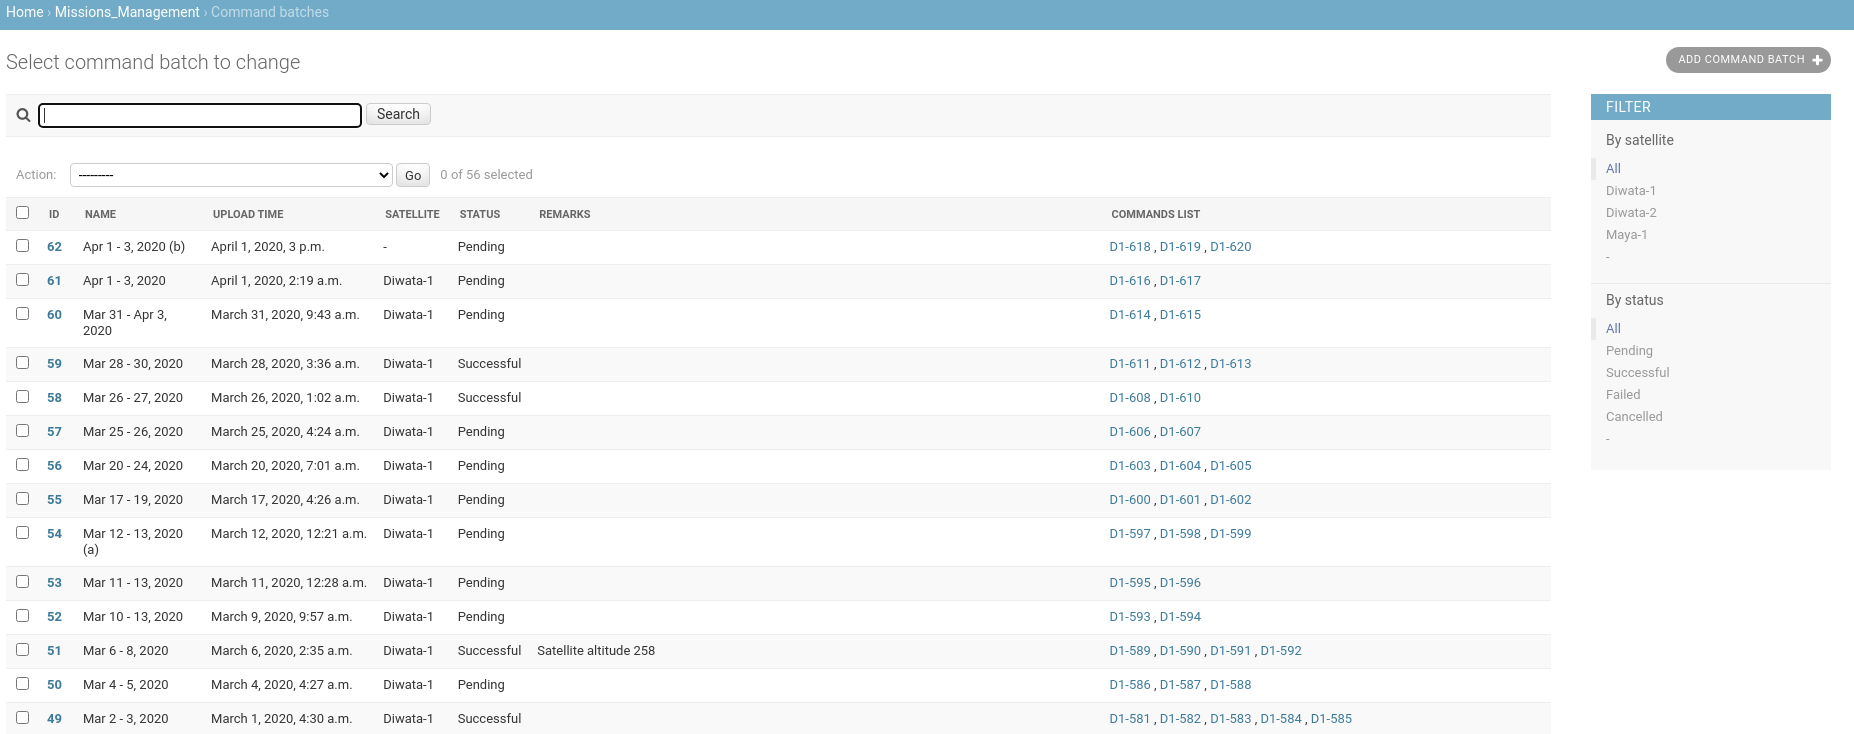 Home › Missions_Management › Command batches
Select command batch to change
ADD COMMAND BATCH
Search
FILTER
By satellite
All
Diwata-1
Diwata-2
Maya-1
-
By status
All
Pending
Successful
Failed
Cancelled
-
Action: --------- Go 0 of 56 selected
ID NAME UPLOAD TIME SATELLITE STATUS REMARKS COMMANDS LIST
62 Apr 1 - 3, 2020 (b) April 1, 2020, 3 p.m. - Pending D1-618 , D1-619 , D1-620
61 Apr 1 - 3, 2020 April 1, 2020, 2:19 a.m. Diwata-1 Pending D1-616 , D1-617
60 Mar 31 - Apr 3, March 31, 2020, 9:43 a.m. Diwata-1 Pending D1-614 , D1-615
2020
59 Mar 28 - 30, 2020 March 28, 2020, 3:36 a.m. Diwata-1 Successful D1-611 , D1-612 , D1-613
58 Mar 26 - 27, 2020 March 26, 2020, 1:02 a.m. Diwata-1 Successful D1-608 , D1-610
57 Mar 25 - 26, 2020 March 25, 2020, 4:24 a.m. Diwata-1 Pending D1-606 , D1-607
56 Mar 20 - 24, 2020 March 20, 2020, 7:01 a.m. Diwata-1 Pending D1-603 , D1-604 , D1-605
55 Mar 17 - 19, 2020 March 17, 2020, 4:26 a.m. Diwata-1 Pending D1-600 , D1-601 , D1-602
54 Mar 12 - 13, 2020 March 12, 2020, 12:21 a.m. Diwata-1 Pending D1-597 , D1-598 , D1-599
(a)
53 Mar 11 - 13, 2020 March 11, 2020, 12:28 a.m. Diwata-1 Pending D1-595 , D1-596
52 Mar 10 - 13, 2020 March 9, 2020, 9:57 a.m. Diwata-1 Pending D1-593 , D1-594
51 Mar 6 - 8, 2020 March 6, 2020, 2:35 a.m. Diwata-1 Successful Satellite altitude 258 D1-589 , D1-590 , D1-591 , D1-592
50 Mar 4 - 5, 2020 March 4, 2020, 4:27 a.m. Diwata-1 Pending D1-586 , D1-587 , D1-588
49 Mar 2 - 3, 2020 March 1, 2020, 4:30 a.m. Diwata-1 Successful D1-581 , D1-582 , D1-583 , D1-584 , D1-585